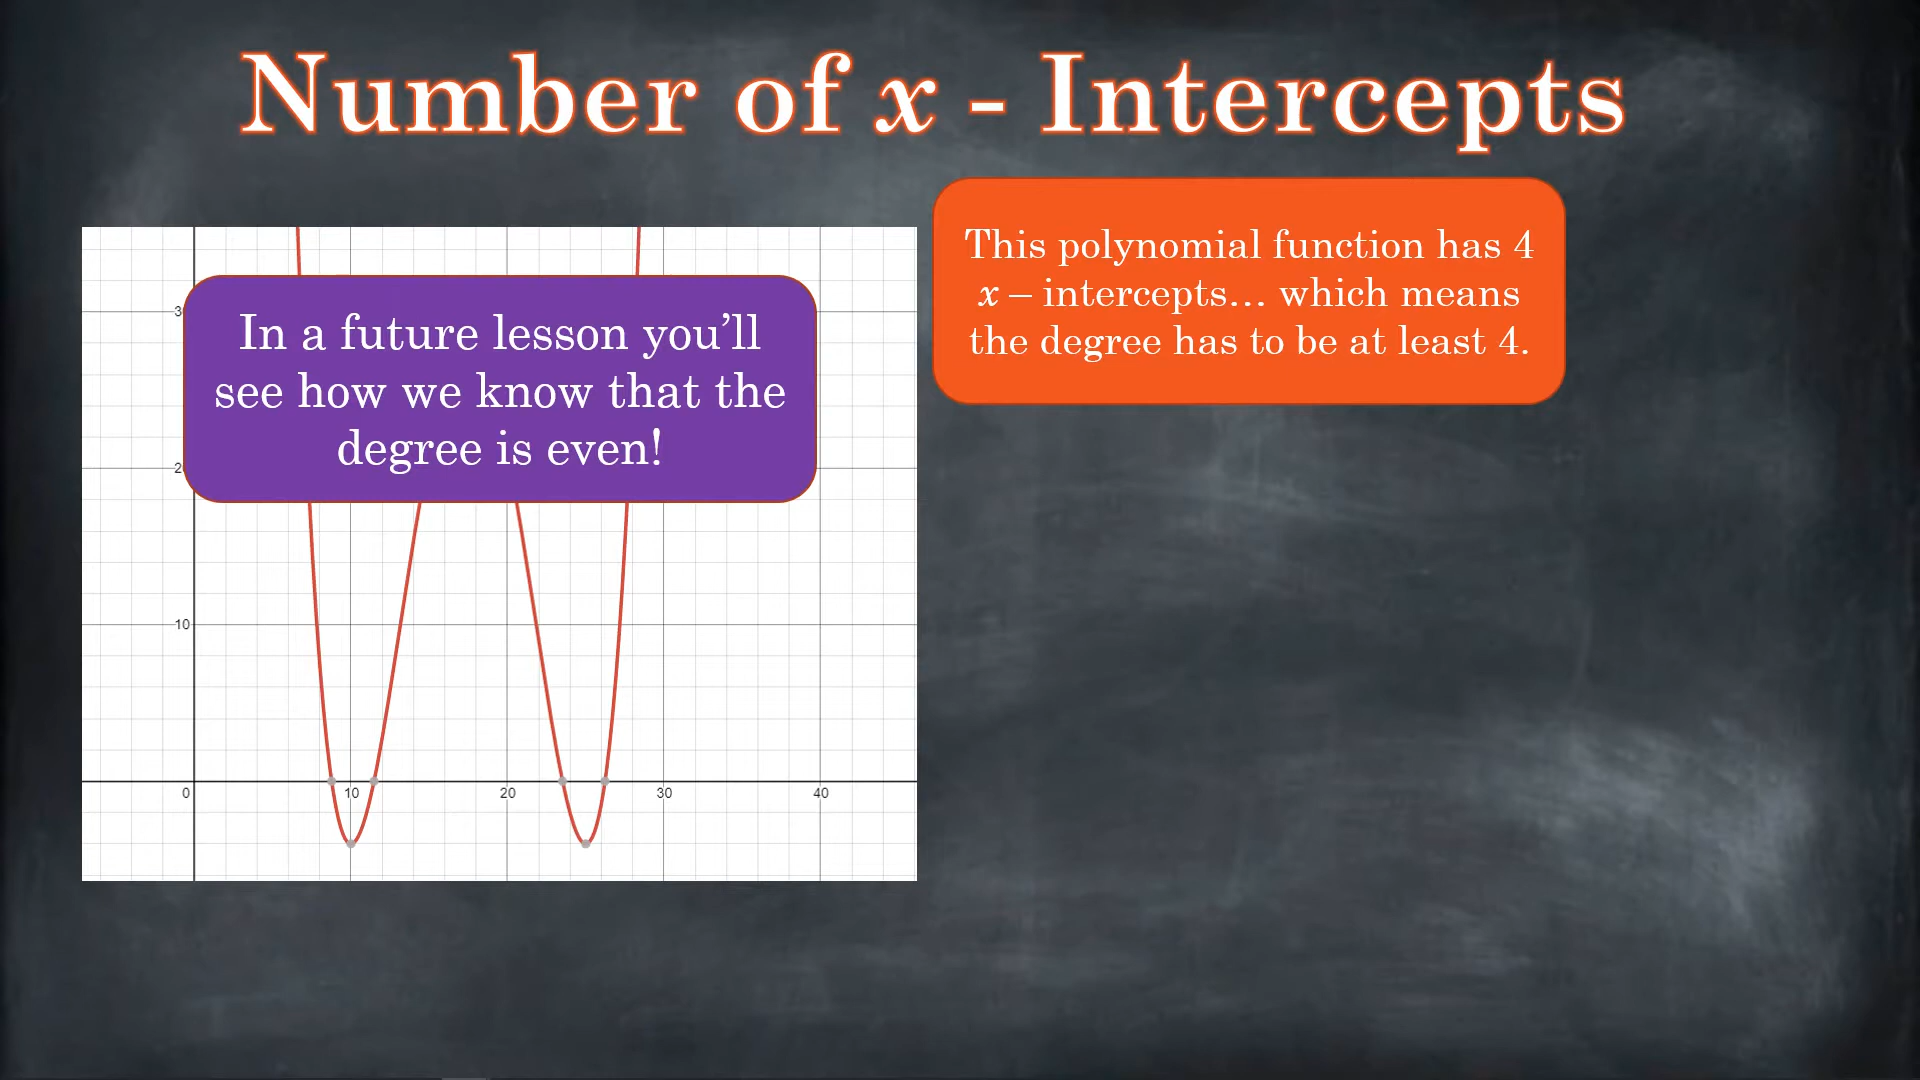 Number of x - Intercepts
This polynomial function has 4
x – intercepts… which means
the degree has to be at least 4.
In a future lesson you’ll
see how we know that the
degree is even!
3
2
10
0
10
20
30
40